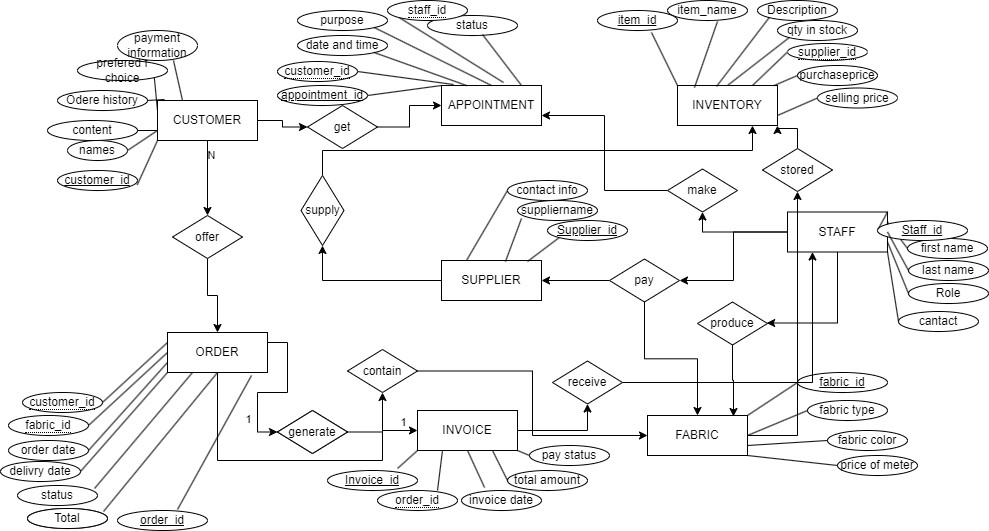 staff_id
item_name
Description
purpose
item_id
status
qty in stock
payment
information
date and time
supplier_id
preferred f
choice
customer_id
purchaseprice
Odere history
appointment_id
APPOINTMENT
INVENTORY
selling price
CUSTOMER
get
content
names
N
stored
customer_id
contact info
make
supply
suppliername
offer
Supplier_id
STAFF
Staff_id
first name
last name
SUPPLIER
pay
Role
produce
cantact
ORDER
contain
receive
fabric_id
customer_id
fabric type
fabric_id
1
generate
1
INVOICE
FABRIC
order date
fabric color
delivry date
pay status
price of meter
status
Invoice_id
total amount
Total
order_id
order_id
invoice date